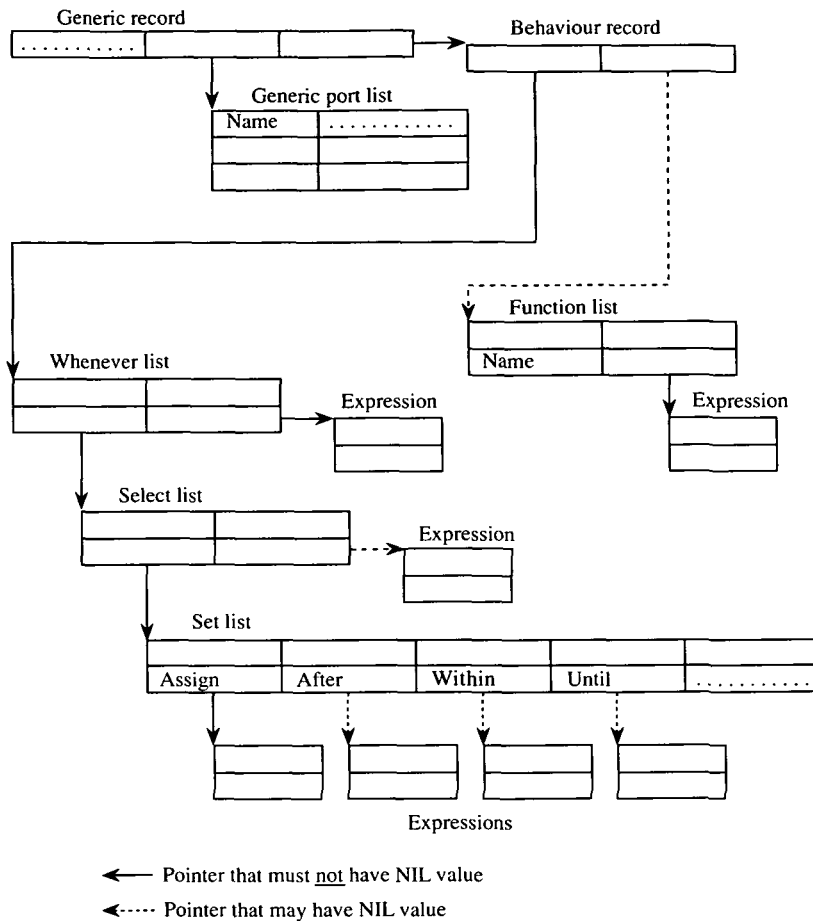 Generic record
Behaviour record
. . . . . . . . . . .
Generic port list
Name . . . . . . . . . . . .
Function list
Name
Whenever list
Expression
Expression
Select list
Expression
Set list
Assign After Within Until . . . . . . . . . . .
Expressions
Pointer that must not have NIL value
Pointer that may have NIL value